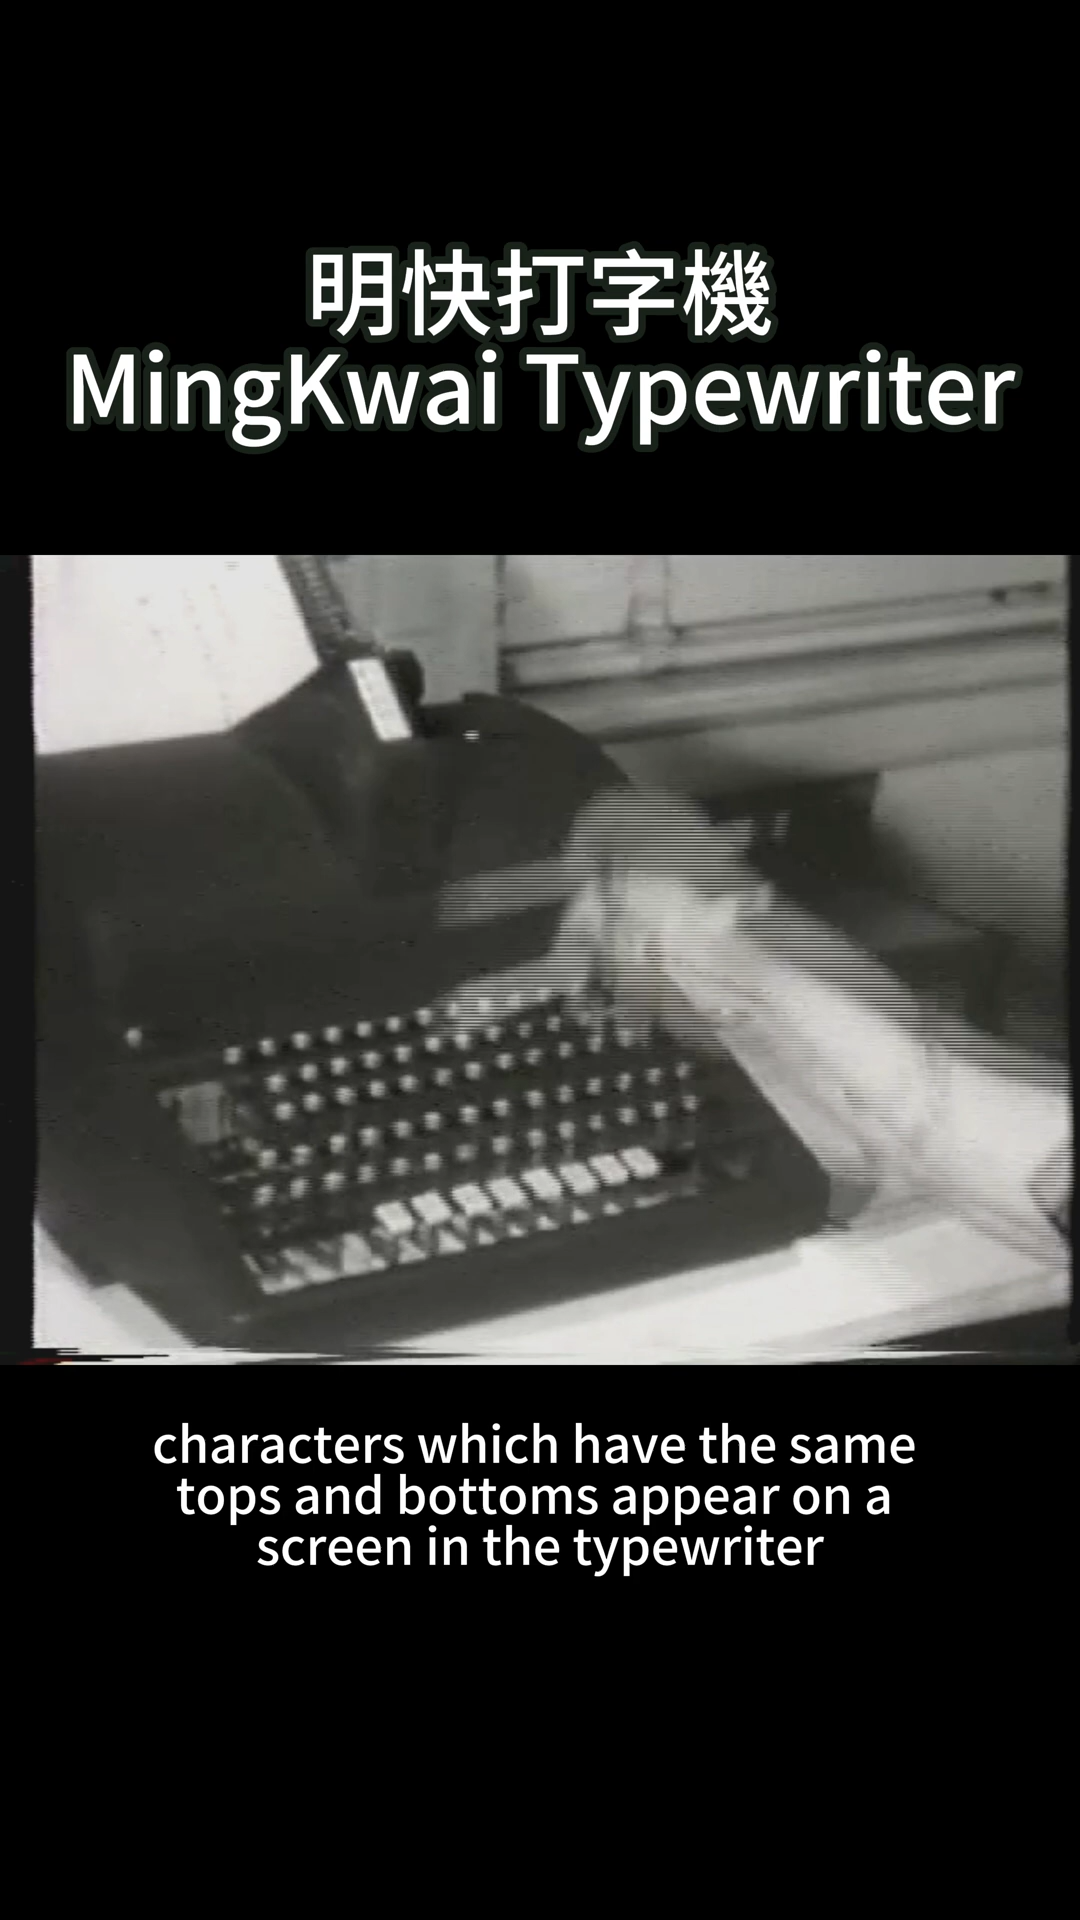 明快打字機
MingKwai Typewriter
characters which have the same
tops and bottoms appear on a
screen in the typewriter